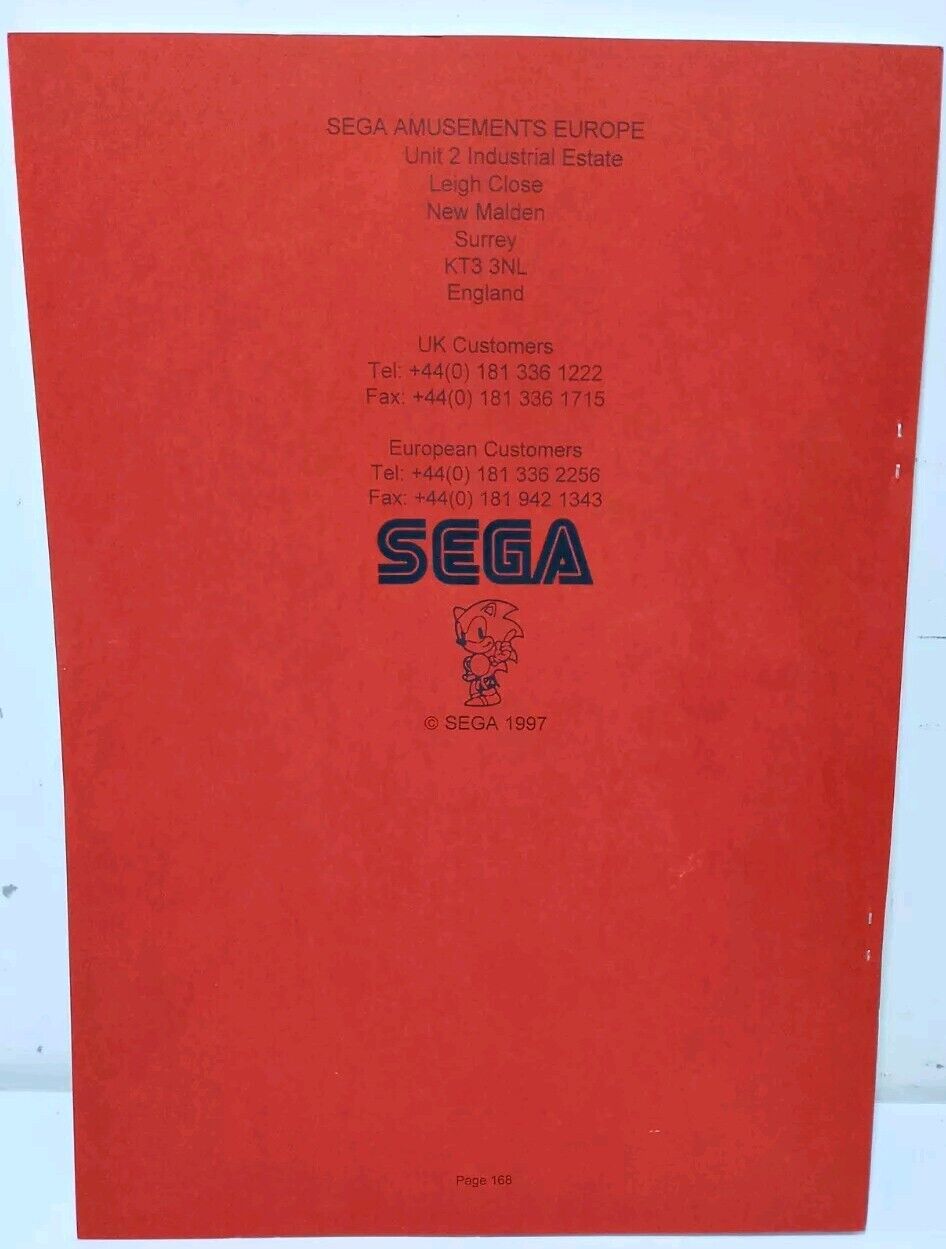 SEGA AMUSEMENTS EUROPE
Unit 2 Industrial Estate
Leigh Close
New Malden
Surrey
KT3 3NL
England
UK Customers
Tel: +44(0) 181 336 1222
Fax: +44(0) 181 336 1715
European Customers
Tel: +44(0) 181 336 2256
Fax: +44(0) 181 942 1343
SEGA
© SEGA 1997
Page 168